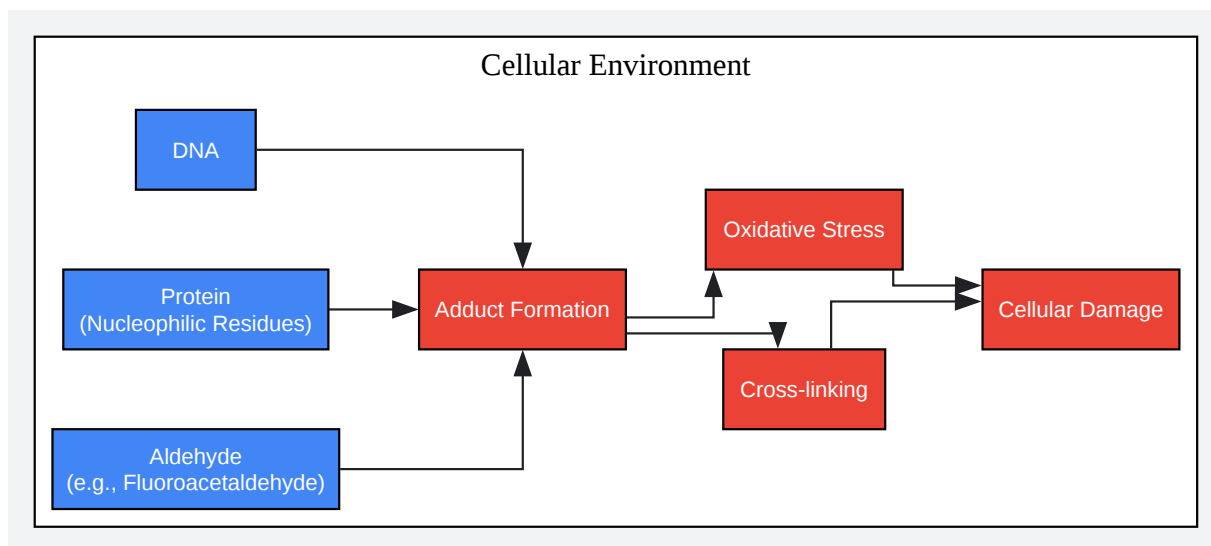 Cellular Environment
DNA
Oxidative Stress
Protein
(Nucleophilic Residues)
Adduct Formation
Cellular Damage
Cross-linking
Aldehyde
(e.g., Fluoroacetaldehyde)